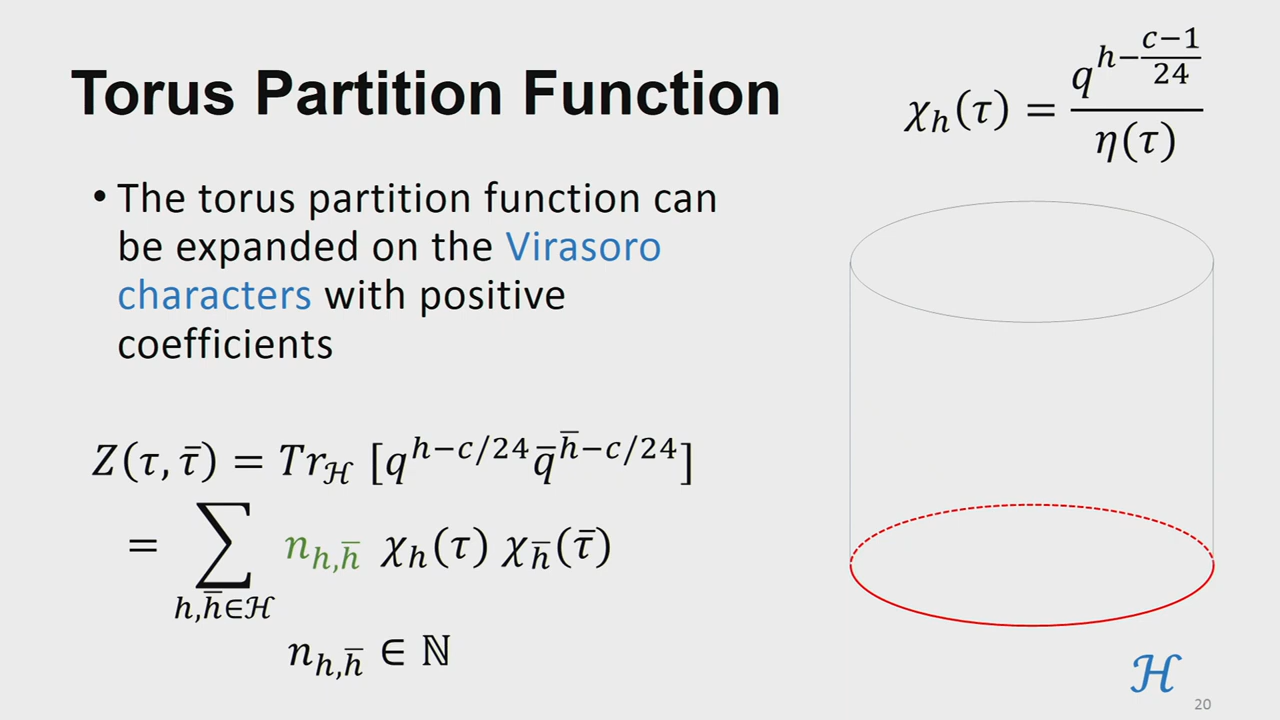 Torus Partition Function
χ_h(τ) = q^{h−(c−1)/24} / η(τ)
• The torus partition function can
be expanded on the Virasoro
characters with positive
coefficients
Z(τ, τ̄) = Tr_ℋ [q^{h−c/24} q̄^{h̄−c/24}]
= ∑_{h,h̄∈ℋ} n_{h,h̄} χ_h(τ) χ_h̄(τ̄)
n_{h,h̄} ∈ ℕ
ℋ
20